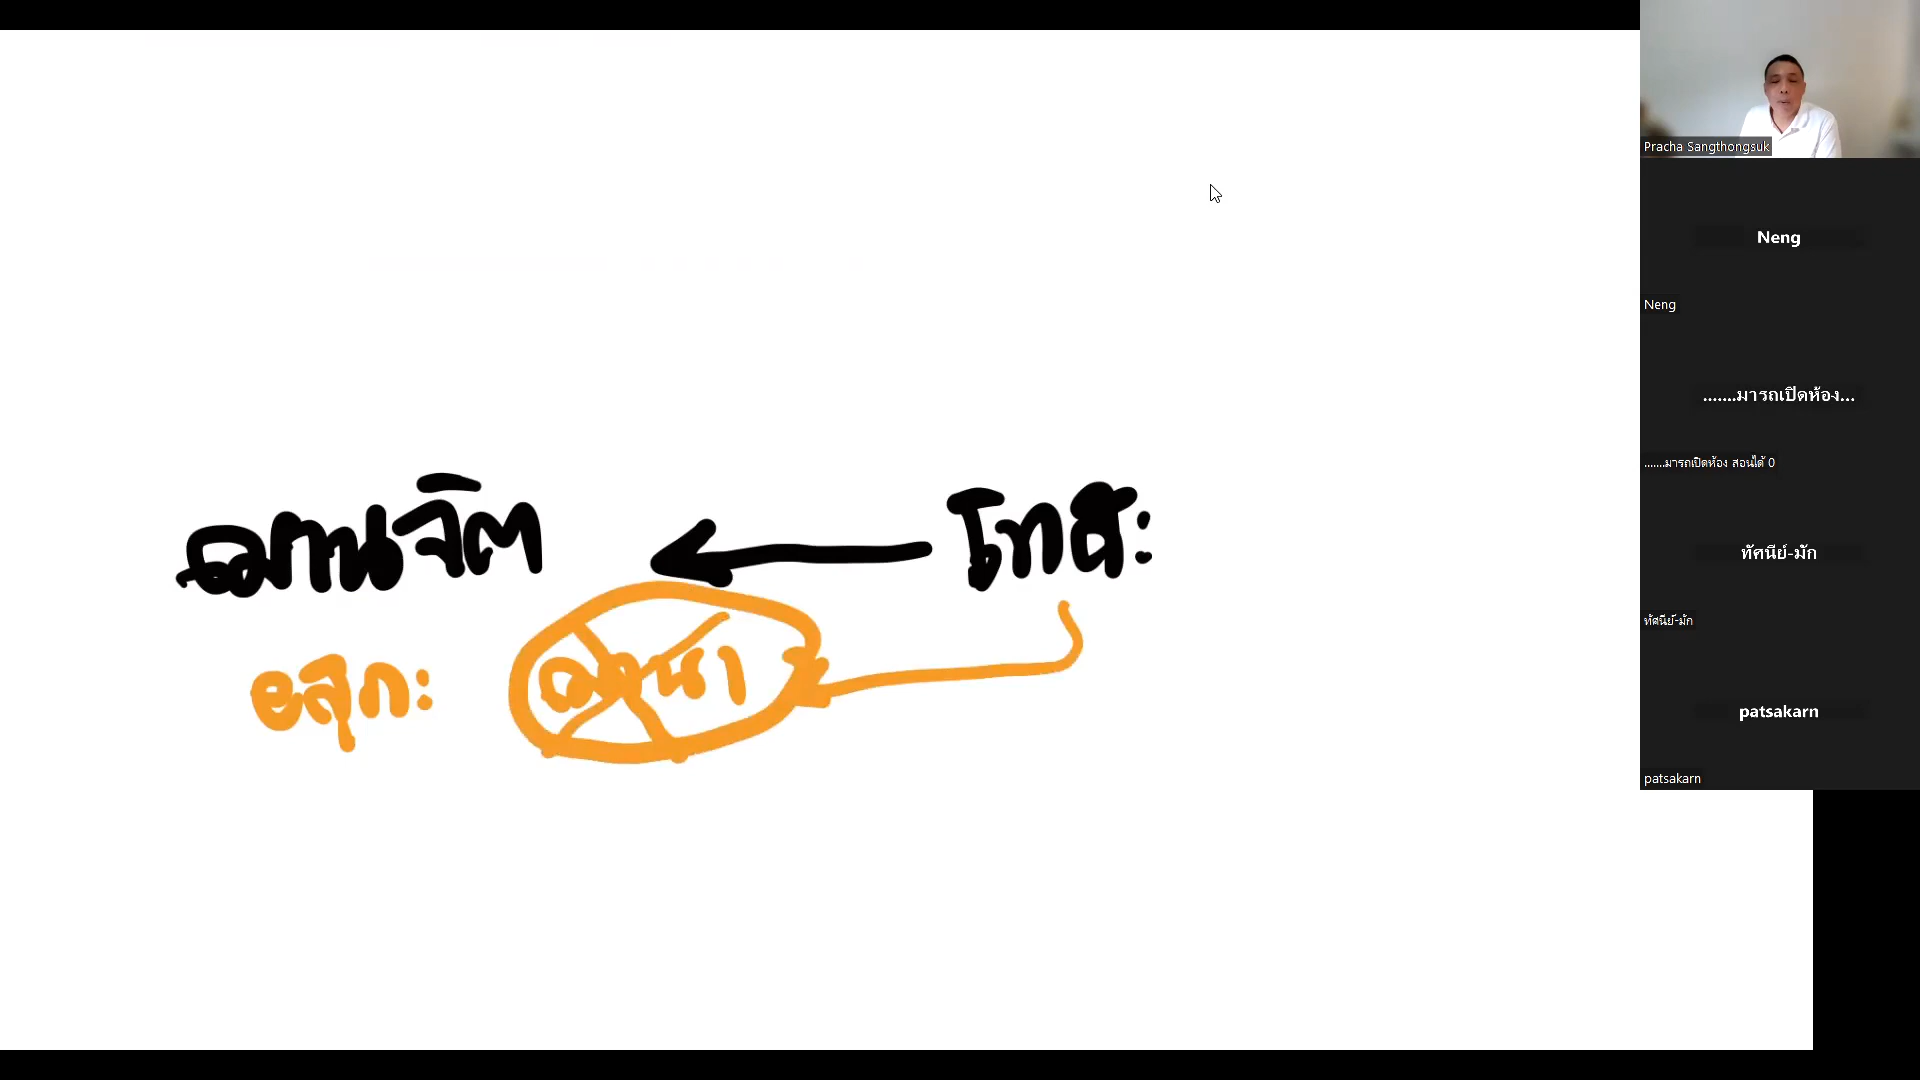 Pracha Sangthongsuk
Neng
Neng
.......มารถเปิดห้อง...
.......มารถเปิดห้อง สอนได้ 0
ฌานจิต โทสะ
ทัศนีย์-มัก
ทัศนีย์-มัก
อสุภะ
patsakarn
patsakarn